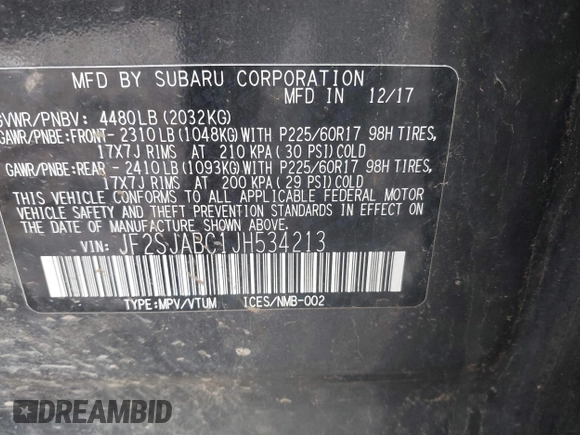 MFD BY SUBARU CORPORATION
MFD IN 12/17
GVWR/PNBV: 4480LB(2032KG)
GAWR/PNBE:FRONT-2310LB(1048KG)WITH P225/60R17 98H TIRES,
17X7J RIMS AT 210 KPA(30 PSI)COLD
GAWR/PNBE:REAR -2410LB(1093KG)WITH P225/60R17 98H TIRES,
17X7J RIMS AT 200 KPA(29 PSI)COLD
THIS VEHICLE CONFORMS TO ALL APPLICABLE FEDERAL MOTOR
VEHICLE SAFETY AND THEFT PREVENTION STANDARDS IN EFFECT ON
THE DATE OF MANUFACTURE SHOWN ABOVE.
VIN: JF2SJABC1JH534213
TYPE:MPV/VTUM ICES/NMB-002
DREAMBID